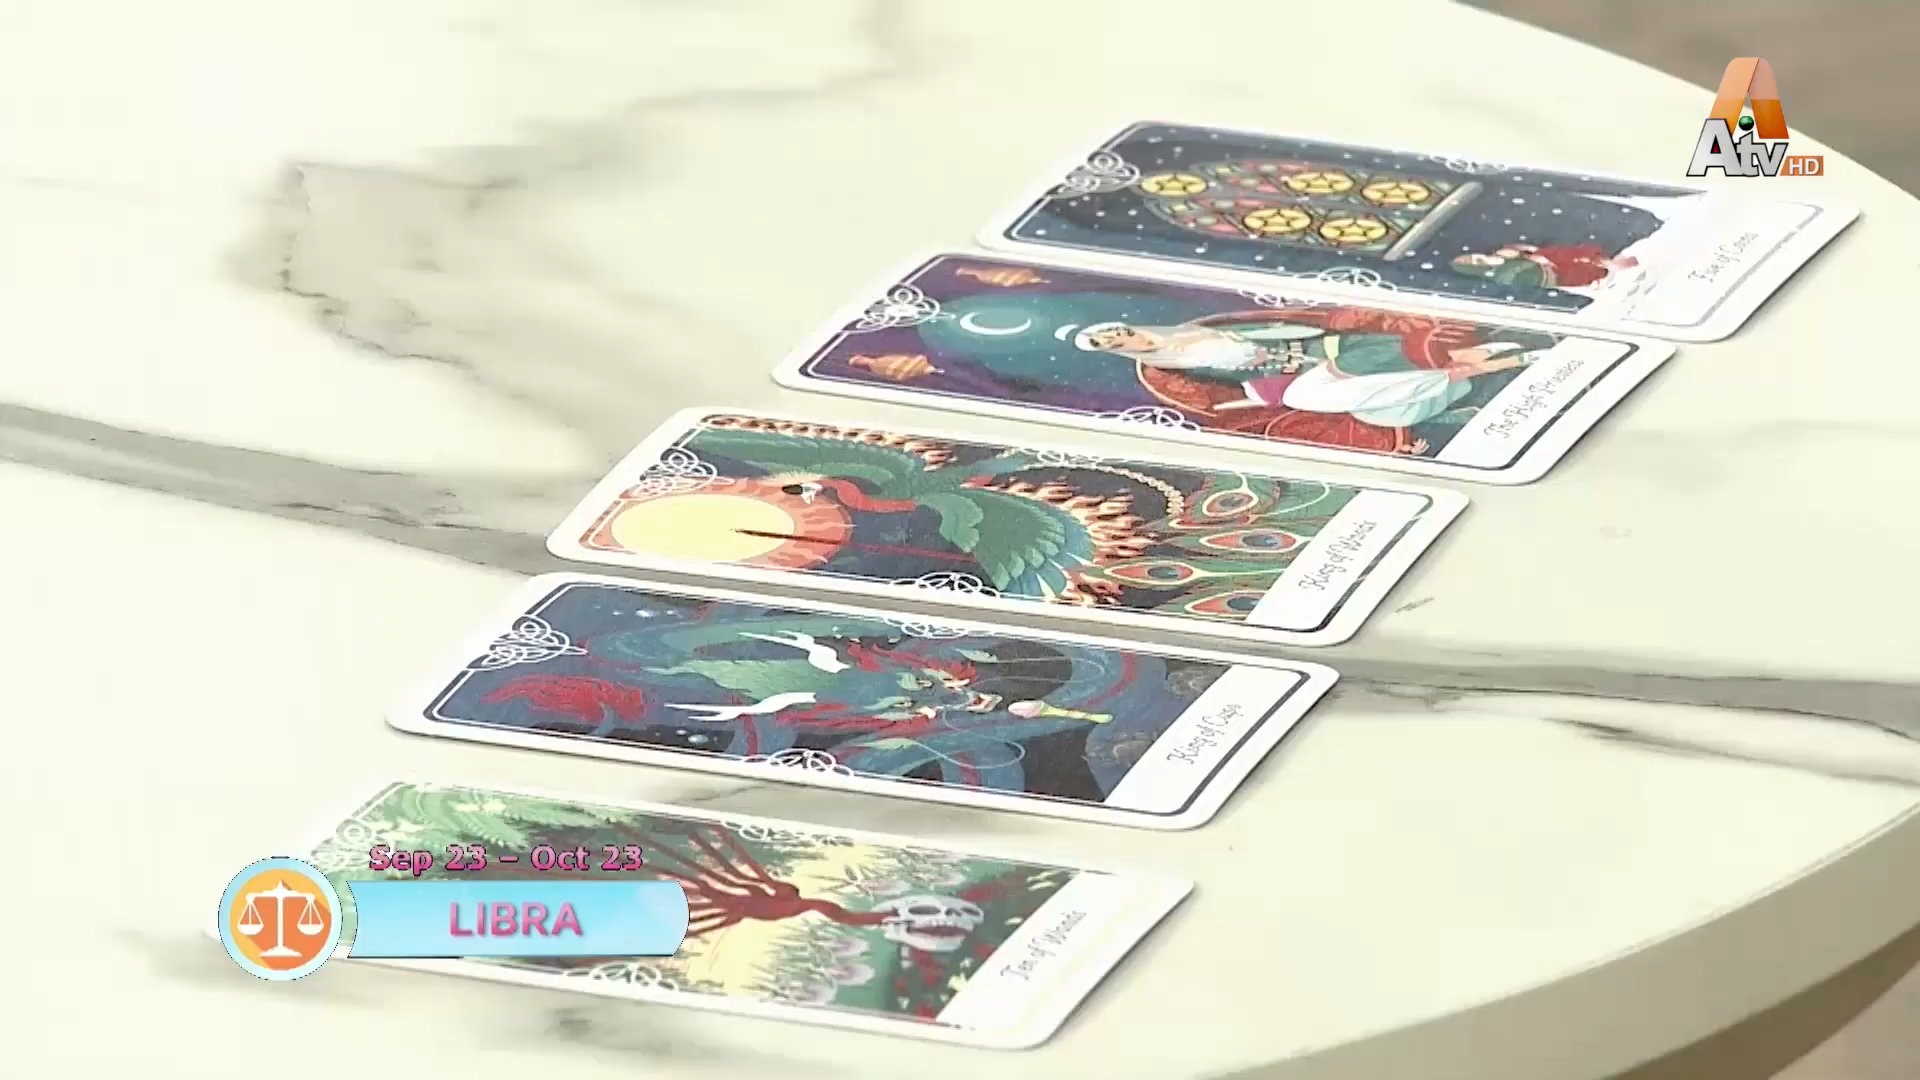 Atv HD
Five of Coins
The High Priestess
King of Wands
King of Cups
Ten of Wands
Sep 23 – Oct 23
LIBRA